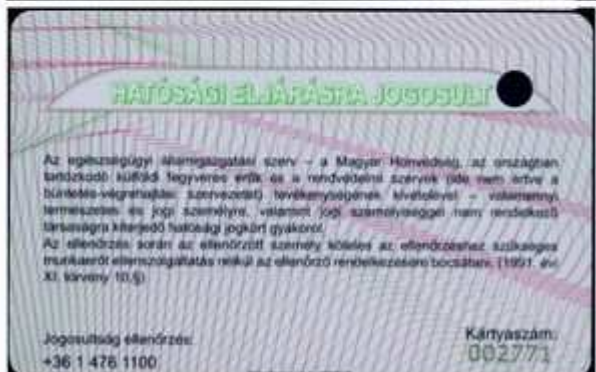 HATÓSÁGI ELJÁRÁSRA JOGOSULT
Az egészségügyi államigazgatási szerv – a Magyar Honvédség, az országban
tartózkodó külföldi fegyveres erők és a rendvédelmi szervek (ide nem értve a
büntetés-végrehajtási szervezetét) tevékenységének kivételével – valamennyi
természetes és jogi személyre, valamint jogi személyiséggel nem rendelkező
társaságra kiterjedő hatósági jogkört gyakorol.
Az ellenőrzés során az ellenőrzött személy köteles az ellenőrzéshez szükséges
munkaerőt ellenszolgáltatás nélkül az ellenőrző rendelkezésére bocsátani. (1991. évi
XI. törvény 10.§)
Jogosultság ellenőrzés:
+36 1 476 1100
Kártyaszám:
002771